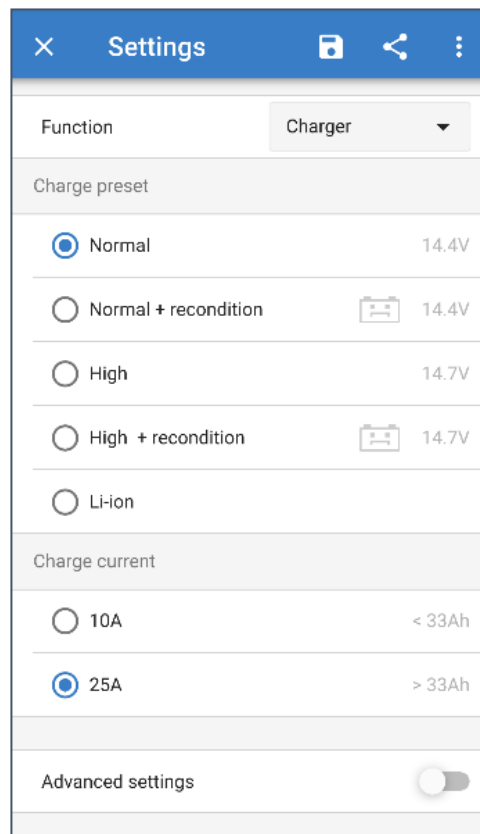 Settings
Function Charger
Charge preset
Normal 14.4V
Normal + recondition 14.4V
High 14.7V
High + recondition 14.7V
Li-ion
Charge current
10A < 33Ah
25A > 33Ah
Advanced settings